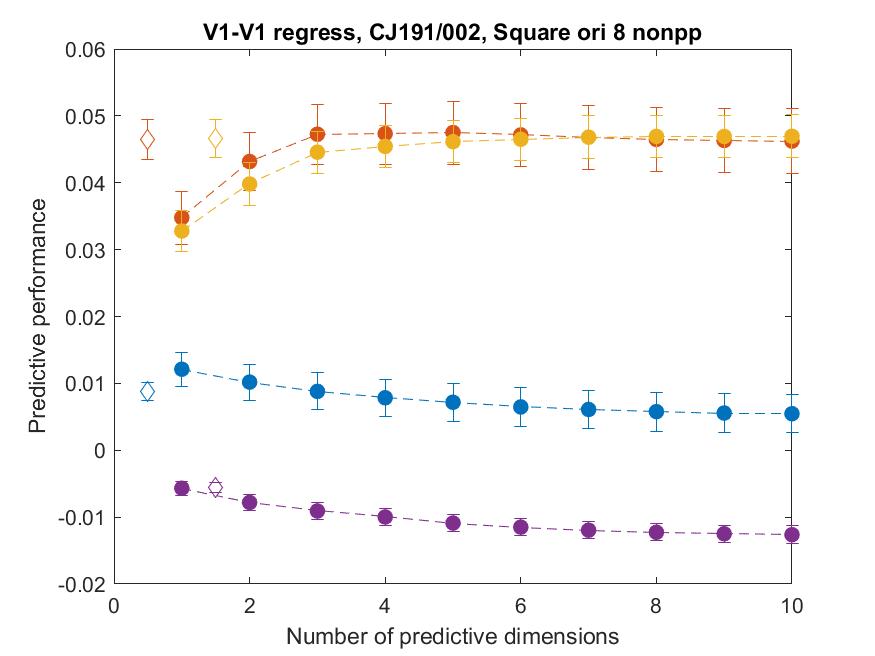 V1-V1 regress, CJ191/002, Square ori 8 nonpp
0.06
0.05
0.04
0.03
0.02
0.01
0
-0.01
-0.02
Predictive performance
0 2 4 6 8 10
Number of predictive dimensions